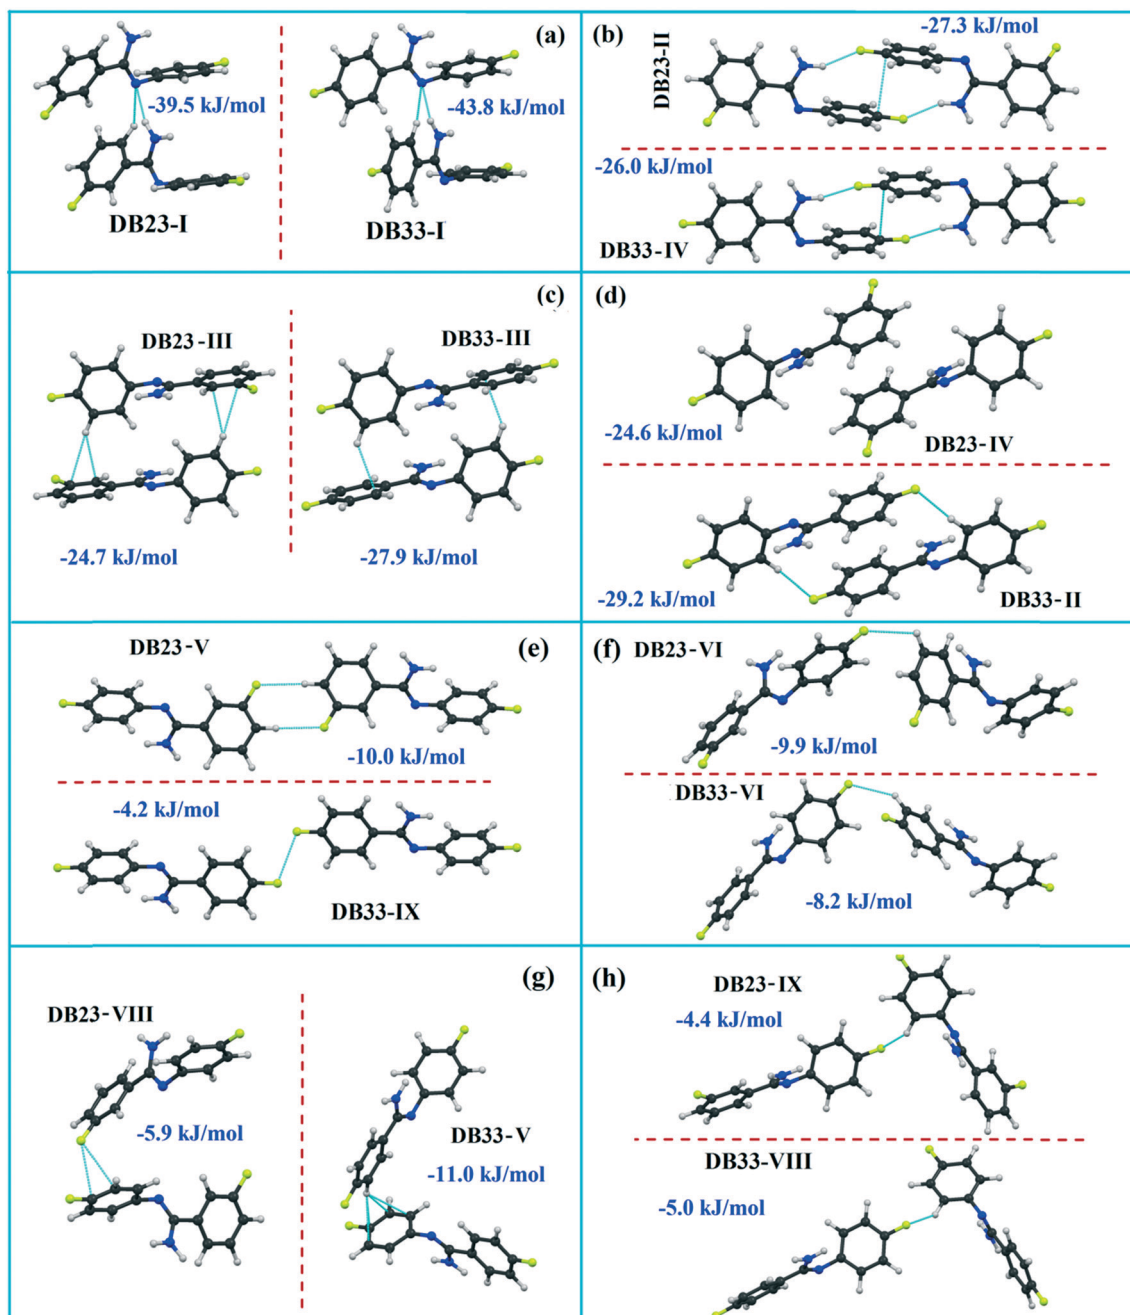 (a)
-39.5 kJ/mol
-43.8 kJ/mol
DB23-I
DB33-I
(b)
-27.3 kJ/mol
DB23-II
-26.0 kJ/mol
DB33-IV
(c)
DB23-III
DB33-III
-24.7 kJ/mol
-27.9 kJ/mol
(d)
-24.6 kJ/mol
DB23-IV
-29.2 kJ/mol
DB33-II
DB23-V
(e)
-10.0 kJ/mol
-4.2 kJ/mol
DB33-IX
(f)
DB23-VI
-9.9 kJ/mol
DB33-VI
-8.2 kJ/mol
(g)
DB23-VIII
-5.9 kJ/mol
DB33-V
-11.0 kJ/mol
(h)
DB23-IX
-4.4 kJ/mol
DB33-VIII
-5.0 kJ/mol